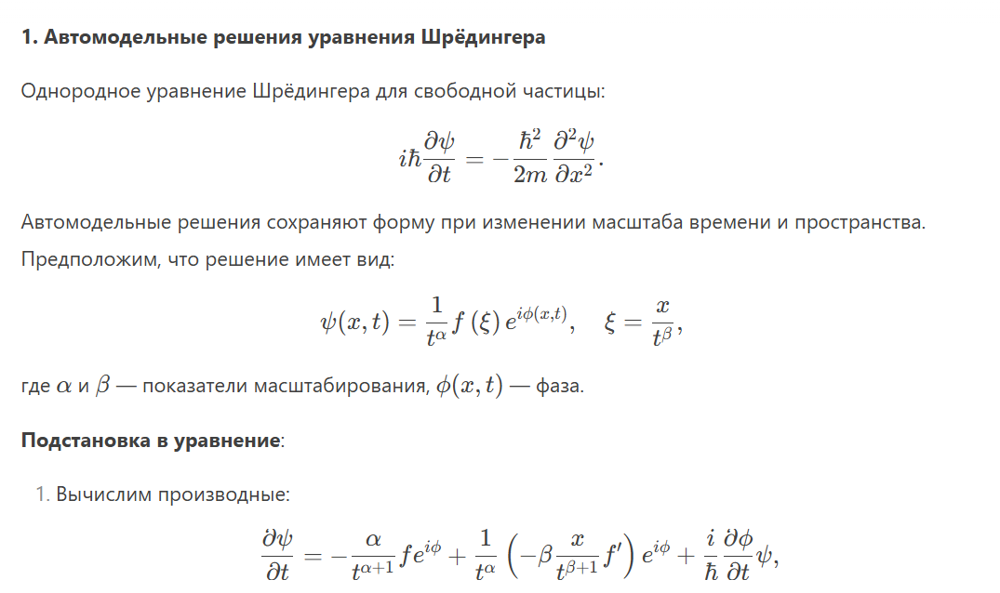 1. Автомодельные решения уравнения Шрёдингера
Однородное уравнение Шрёдингера для свободной частицы:
$i\hbar \frac{\partial \psi}{\partial t} = -\frac{\hbar^2}{2m} \frac{\partial^2 \psi}{\partial x^2}.$
Автомодельные решения сохраняют форму при изменении масштаба времени и пространства.
Предположим, что решение имеет вид:
$\psi(x,t) = \frac{1}{t^\alpha} f(\xi) e^{i\phi(x,t)}, \quad \xi = \frac{x}{t^\beta},$
где $\alpha$ и $\beta$ — показатели масштабирования, $\phi(x,t)$ — фаза.
Подстановка в уравнение:
1. Вычислим производные:
$\frac{\partial \psi}{\partial t} = -\frac{\alpha}{t^{\alpha+1}} f e^{i\phi} + \frac{1}{t^\alpha} \left( -\beta \frac{x}{t^{\beta+1}} f' \right) e^{i\phi} + \frac{i}{\hbar} \frac{\partial \phi}{\partial t} \psi,$